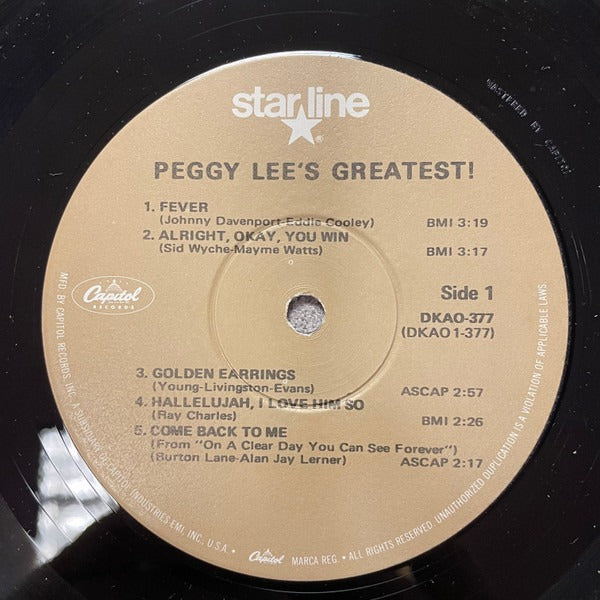 starline
®
PEGGY LEE'S GREATEST!
1. FEVER
(Johnny Davenport-Eddie Cooley) BMI 3:19
2. ALRIGHT, OKAY, YOU WIN
(Sid Wyche-Mayme Watts) BMI 3:17
Capitol
RECORDS
Side 1
DKAO-377
(DKAO1-377)
3. GOLDEN EARRINGS
(Young-Livingston-Evans) ASCAP 2:57
4. HALLELUJAH, I LOVE HIM SO
(Ray Charles) BMI 2:26
5. COME BACK TO ME
(From "On A Clear Day You Can See Forever")
(Burton Lane-Alan Jay Lerner) ASCAP 2:17
MFD. BY CAPITOL RECORDS, INC., A SUBSIDIARY OF CAPITOL INDUSTRIES-EMI, INC., U.S.A. • Capitol MARCA REG. • ALL RIGHTS RESERVED. UNAUTHORIZED DUPLICATION IS A VIOLATION OF APPLICABLE LAWS.
MASTERED BY CAPITOL